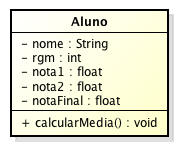 Aluno
- nome : String
- rgm : int
- nota1 : float
- nota2 : float
- notaFinal : float
+ calcularMedia() : void